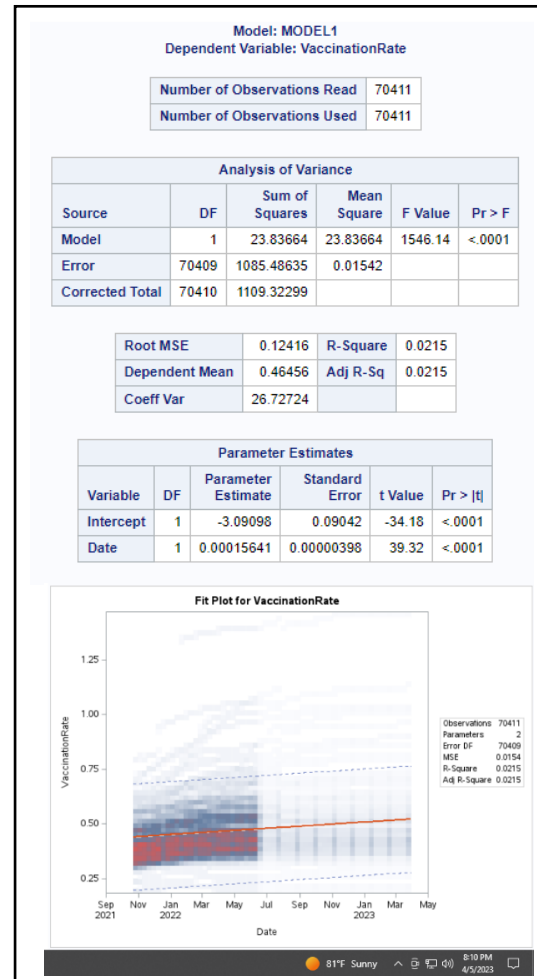 Model: MODEL1
Dependent Variable: VaccinationRate
Number of Observations Read 70411
Number of Observations Used 70411
Analysis of Variance
Source DF Sum of Squares Mean Square F Value Pr > F
Model 1 23.83664 23.83664 1546.14 <.0001
Error 70409 1085.48635 0.01542
Corrected Total 70410 1109.32299
Root MSE 0.12416 R-Square 0.0215
Dependent Mean 0.46456 Adj R-Sq 0.0215
Coeff Var 26.72724
Parameter Estimates
Variable DF Parameter Estimate Standard Error t Value Pr > |t|
Intercept 1 -3.09098 0.09042 -34.18 <.0001
Date 1 0.00015641 0.00000398 39.32 <.0001
Fit Plot for VaccinationRate
VaccinationRate
1.25
1.00
0.75
0.50
0.25
Sep Nov Jan Mar May Jul Sep Nov Jan Mar May
2021 2022 2023
Date
Observations 70411
Parameters 2
Error DF 70409
MSE 0.0154
R-Square 0.0215
Adj R-Square 0.0215
81°F Sunny 8:10 PM
4/5/2023